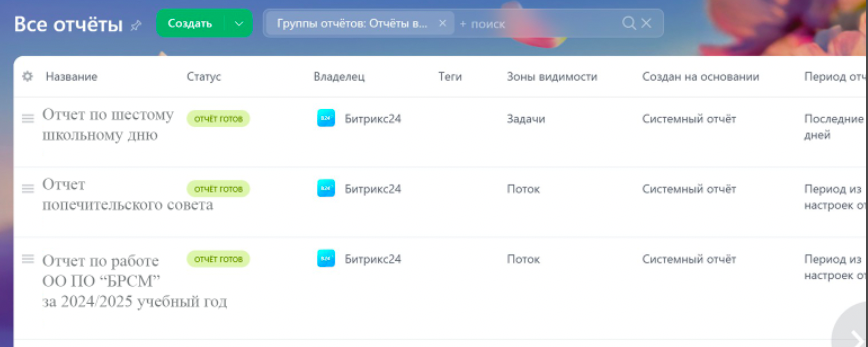 Все отчёты
Создать
Группы отчётов: Отчёты в... × + поиск
Название Статус Владелец Теги Зоны видимости Создан на основании Период отч
Отчет по шестому
школьному дню
ОТЧЁТ ГОТОВ
Битрикс24
Задачи
Системный отчёт
Последние
дней
Отчет
попечительского совета
ОТЧЁТ ГОТОВ
Битрикс24
Поток
Системный отчёт
Период из
настроек от
Отчет по работе
ОО ПО “БРСМ”
за 2024/2025 учебный год
ОТЧЁТ ГОТОВ
Битрикс24
Поток
Системный отчёт
Период из
настроек от